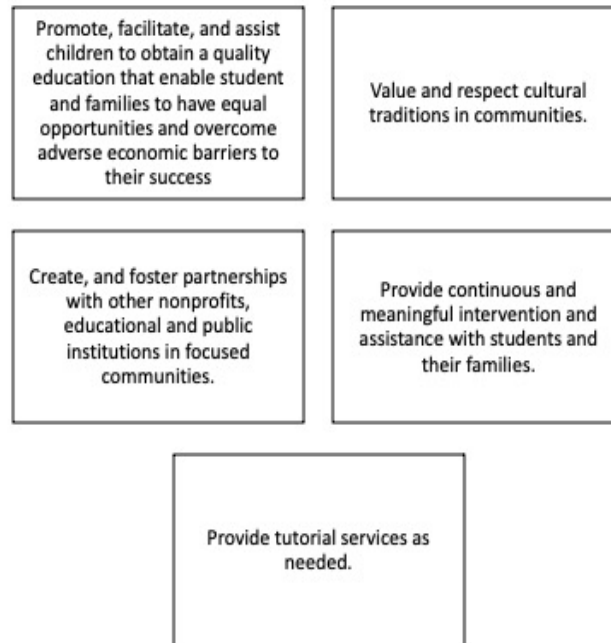 Promote, facilitate, and assist
children to obtain a quality
education that enable student
and families to have equal
opportunities and overcome
adverse economic barriers to
their success
Value and respect cultural
traditions in communities.
Create, and foster partnerships
with other nonprofits,
educational and public
institutions in focused
communities.
Provide continuous and
meaningful intervention and
assistance with students and
their families.
Provide tutorial services as
needed.